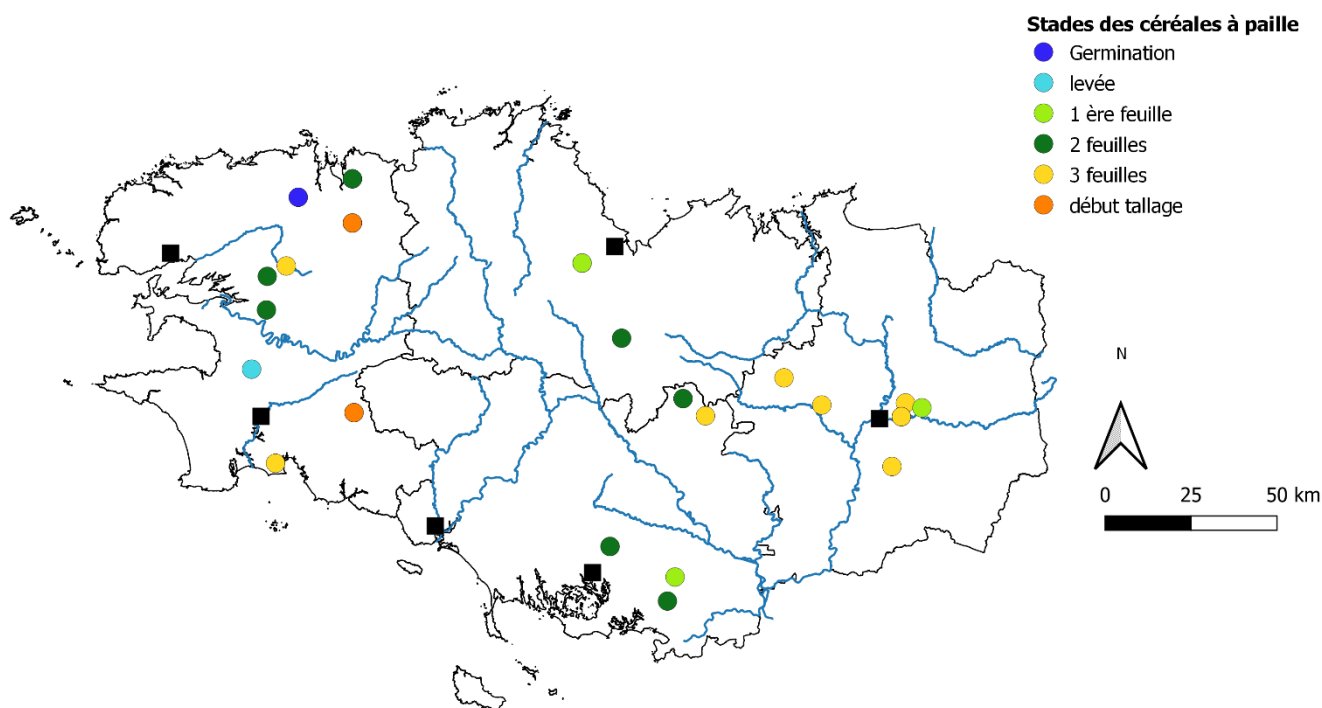 Stades des céréales à paille
Germination
levée
1 ère feuille
2 feuilles
3 feuilles
début tallage
N
0 25 50 km